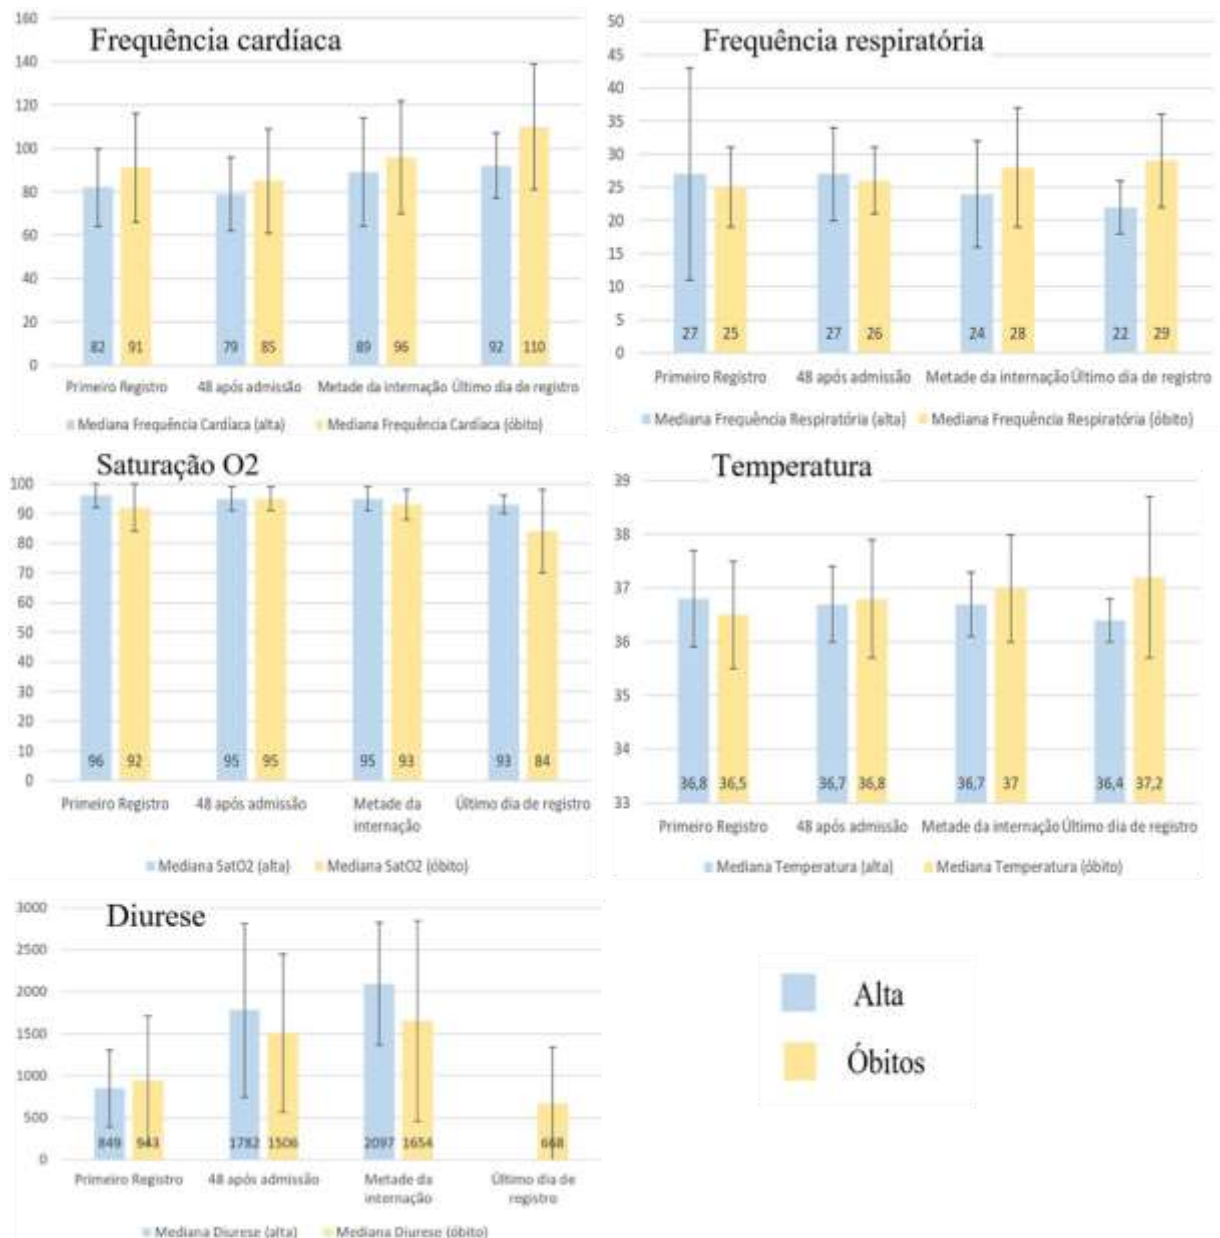 Frequência cardíaca
160
140
120
100
80
60
40
20
0
82 91 79 85 89 96 92 110
Primeiro Registro 48 após admissão Metade da internação Último dia de registro
Mediana Frequência Cardíaca (alta) Mediana Frequência Cardíaca (óbito)
Frequência respiratória
50
45
40
35
30
25
20
15
10
5
0
27 25 27 26 24 28 22 29
Primeiro Registro 48 após admissão Metade da internação Último dia de registro
Mediana Frequência Respiratória (alta) Mediana Frequência Respiratória (óbito)
Saturação O2
100
90
80
70
60
50
40
30
20
10
0
96 92 95 95 95 93 93 84
Primeiro Registro 48 após admissão Metade da Último dia de registro
internação
Mediana SatO2 (alta) Mediana SatO2 (óbito)
Temperatura
39
38
37
36
35
34
33
36,8 36,5 36,7 36,8 36,7 37 36,4 37,2
Primeiro Registro 48 após admissão Metade da internação Último dia de registro
Mediana Temperatura (alta) Mediana Temperatura (óbito)
Diurese
3000
2500
2000
1500
1000
500
0
849 943 1782 1506 2097 1654 668
Primeiro Registro 48 após admissão Metade da Último dia de
internação registro
Mediana Diurese (alta) Mediana Diurese (óbito)
Alta
Óbitos